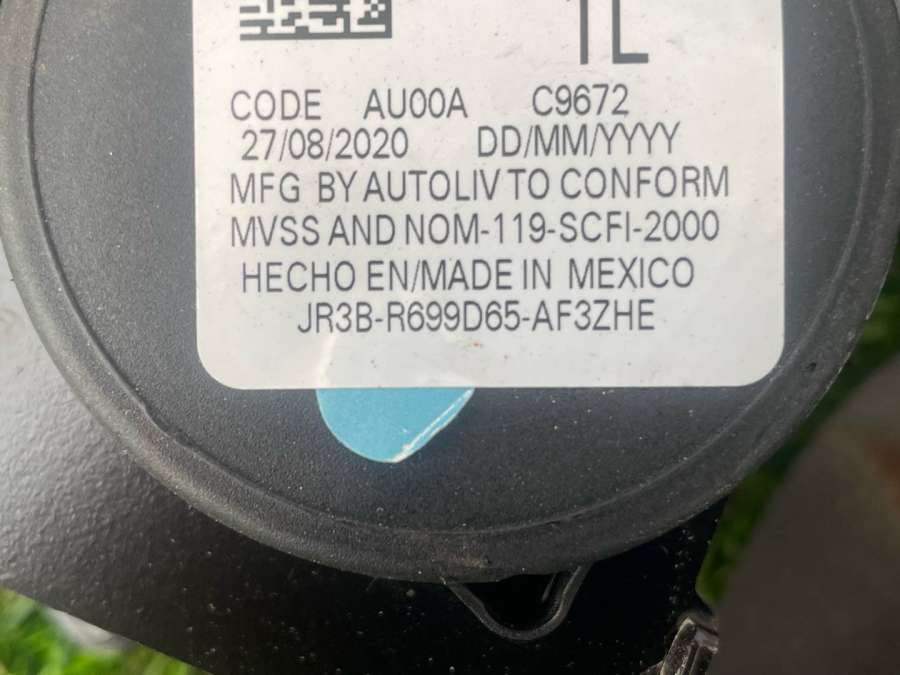 TL
CODE AU00A C9672
27/08/2020 DD/MM/YYYY
MFG BY AUTOLIV TO CONFORM
MVSS AND NOM-119-SCFI-2000
HECHO EN/MADE IN MEXICO
JR3B-R699D65-AF3ZHE